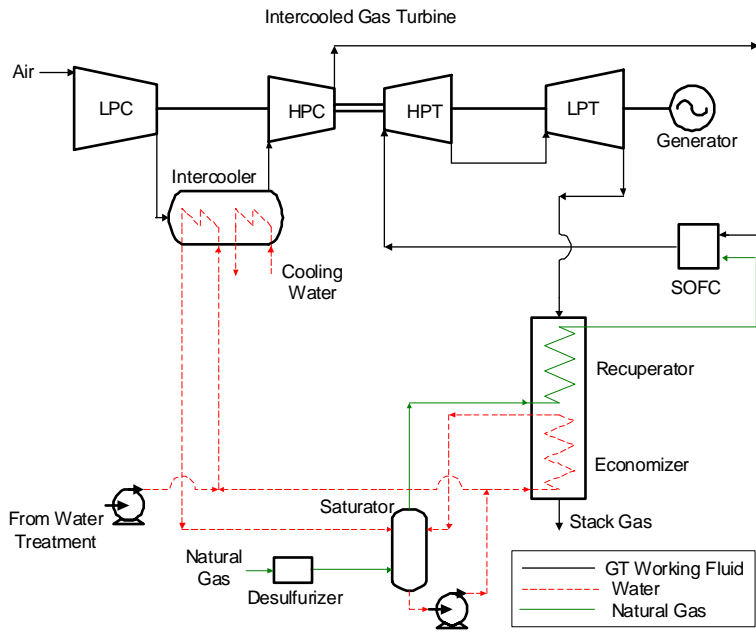 Intercooled Gas Turbine
Air
LPC
HPC
HPT
LPT
Generator
Intercooler
Cooling
Water
SOFC
Recuperator
Economizer
From Water
Treatment
Saturator
Stack Gas
Natural
Gas
Desulfurizer
GT Working Fluid
Water
Natural Gas